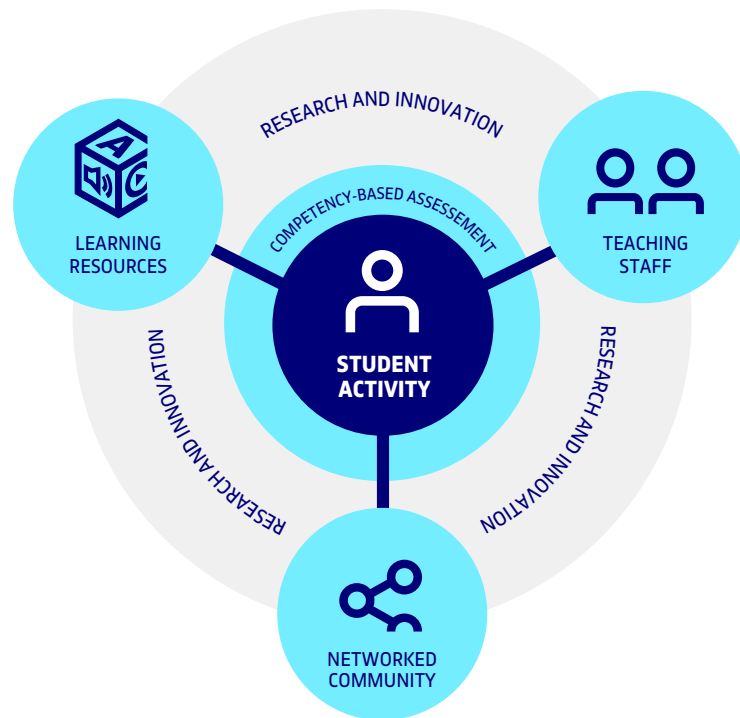 RESEARCH AND INNOVATION
A
LEARNING
RESOURCES
TEACHING
STAFF
COMPETENCY-BASED ASSESSEMENT
STUDENT
ACTIVITY
RESEARCH AND INNOVATION
RESEARCH AND INNOVATION
NETWORKED
COMMUNITY